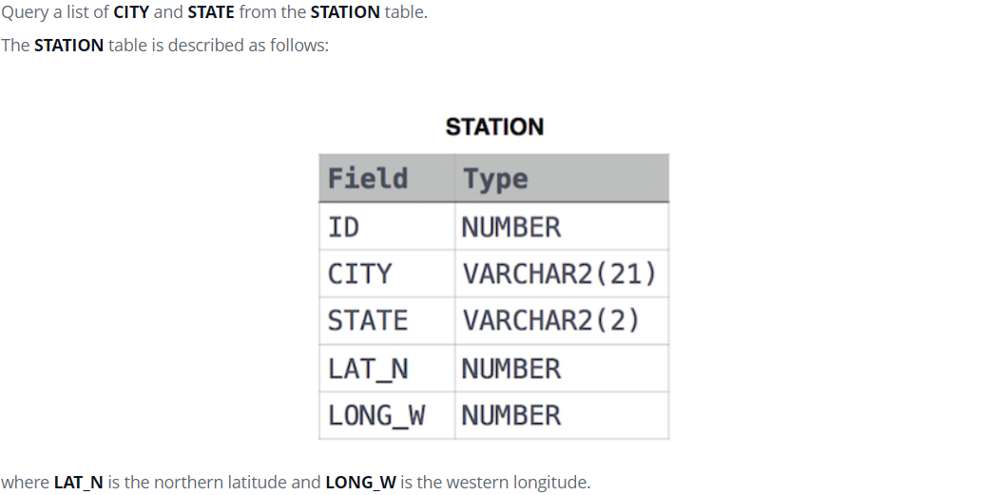 Query a list of CITY and STATE from the STATION table.
The STATION table is described as follows:
STATION
Field Type
ID NUMBER
CITY VARCHAR2(21)
STATE VARCHAR2(2)
LAT_N NUMBER
LONG_W NUMBER
where LAT_N is the northern latitude and LONG_W is the western longitude.